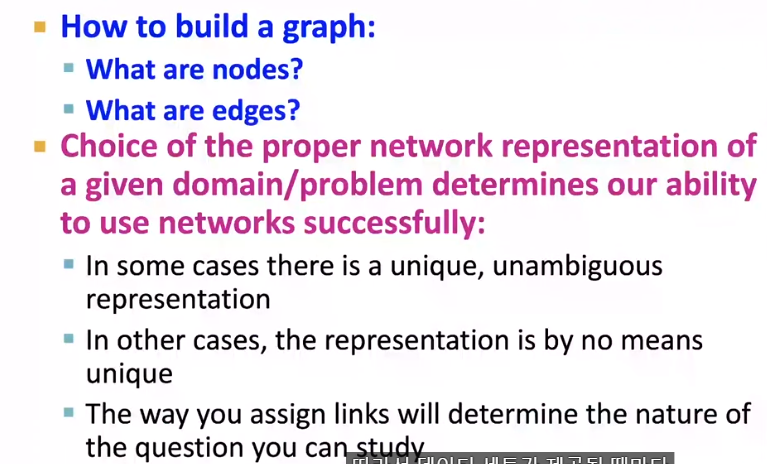 How to build a graph:
What are nodes?
What are edges?
Choice of the proper network representation of
a given domain/problem determines our ability
to use networks successfully:
In some cases there is a unique, unambiguous
representation
In other cases, the representation is by no means
unique
The way you assign links will determine the nature of
the question you can study